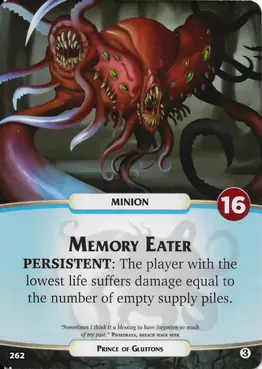 MINION
16
MEMORY EATER
PERSISTENT: The player with the
lowest life suffers damage equal to
the number of empty supply piles.
"Sometimes I think it a blessing to have forgotten so much
of my past." Phaedraxa, breach mage seer
PRINCE OF GLUTTONS
262
3